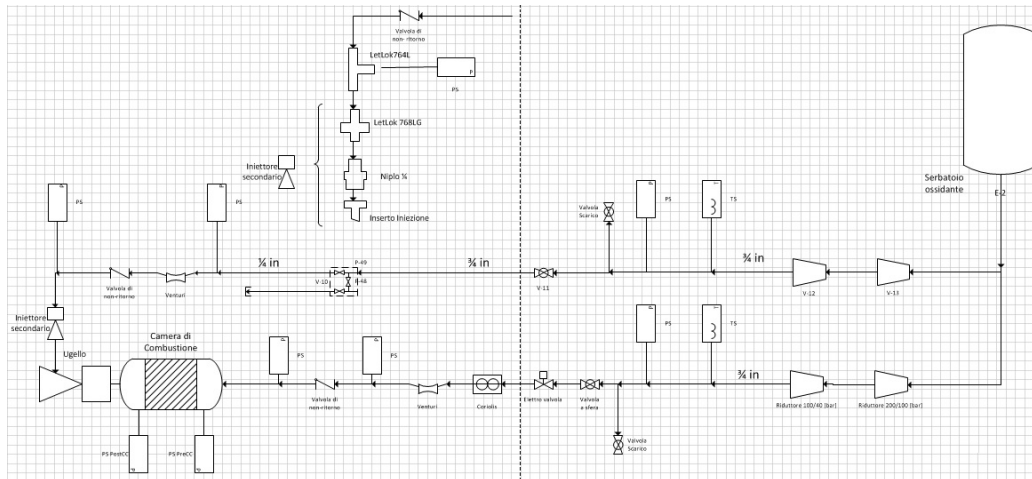 Valvola di
non- ritorno
LetLok764L
P
PS
LetLok 768LG
Iniettore
secondario
Niplo ¼
Inserto Iniezione
Serbatoio
ossidante
E-2
P
PS
P
PS
Valvola
Scarico
P
PS
T
TS
¼ in
P-49
¾ in
¾ in
V-10
P-48
Valvola di
non-ritorno
Venturi
V-11
V-12
V-13
Iniettore
secondario
Ugello
Camera di
Combustione
P
PS
P
PS
P
PS
T
TS
¾ in
Valvola di
non-ritorno
Venturi
Coriolis
Elettro valvola
Valvola
a sfera
Riduttore 100/40 [bar]
Riduttore 200/100 [bar]
Valvola
Scarico
PS PostCC
P
PS PreCC
P